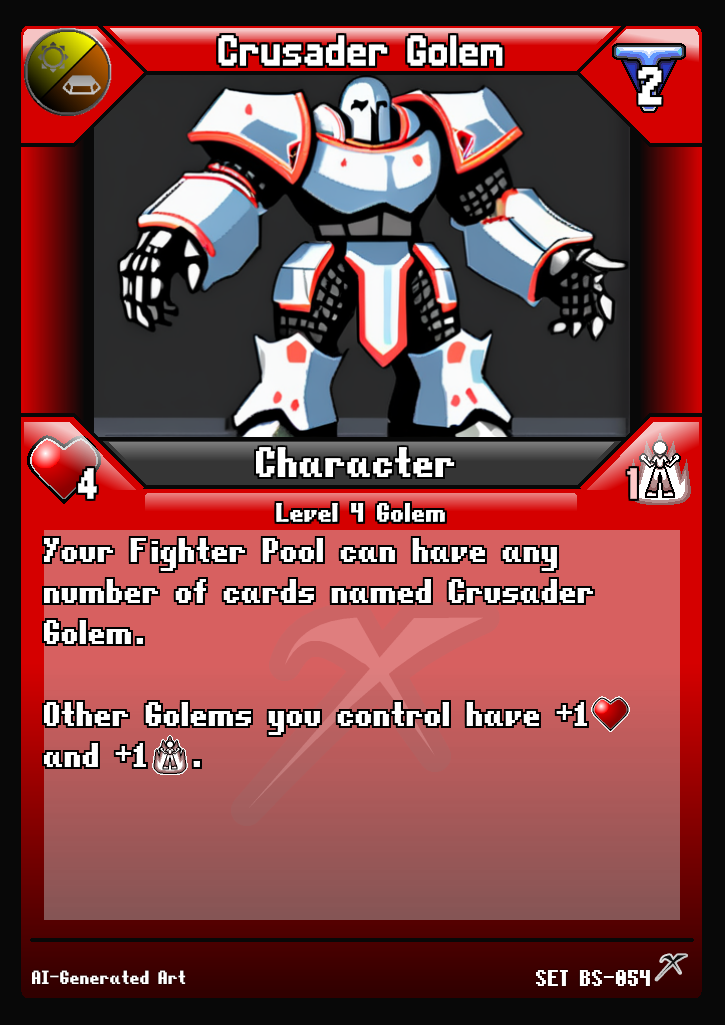 Crusader Golem
2
4
Character
1
Level 4 Golem
Your Fighter Pool can have any
number of cards named Crusader
Golem.
Other Golems you control have +1
and +1.
AI-Generated Art
SET BS-054